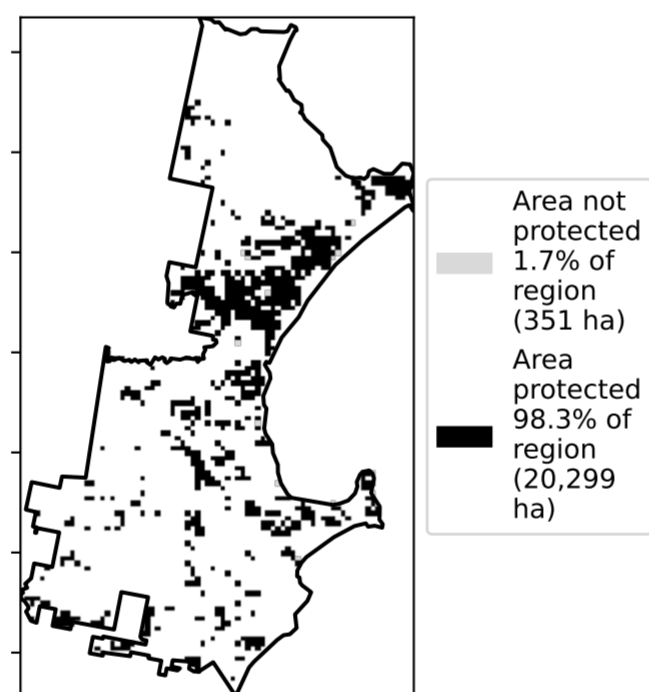 Area not
protected
1.7% of
region
(351 ha)
Area
protected
98.3% of
region
(20,299
ha)